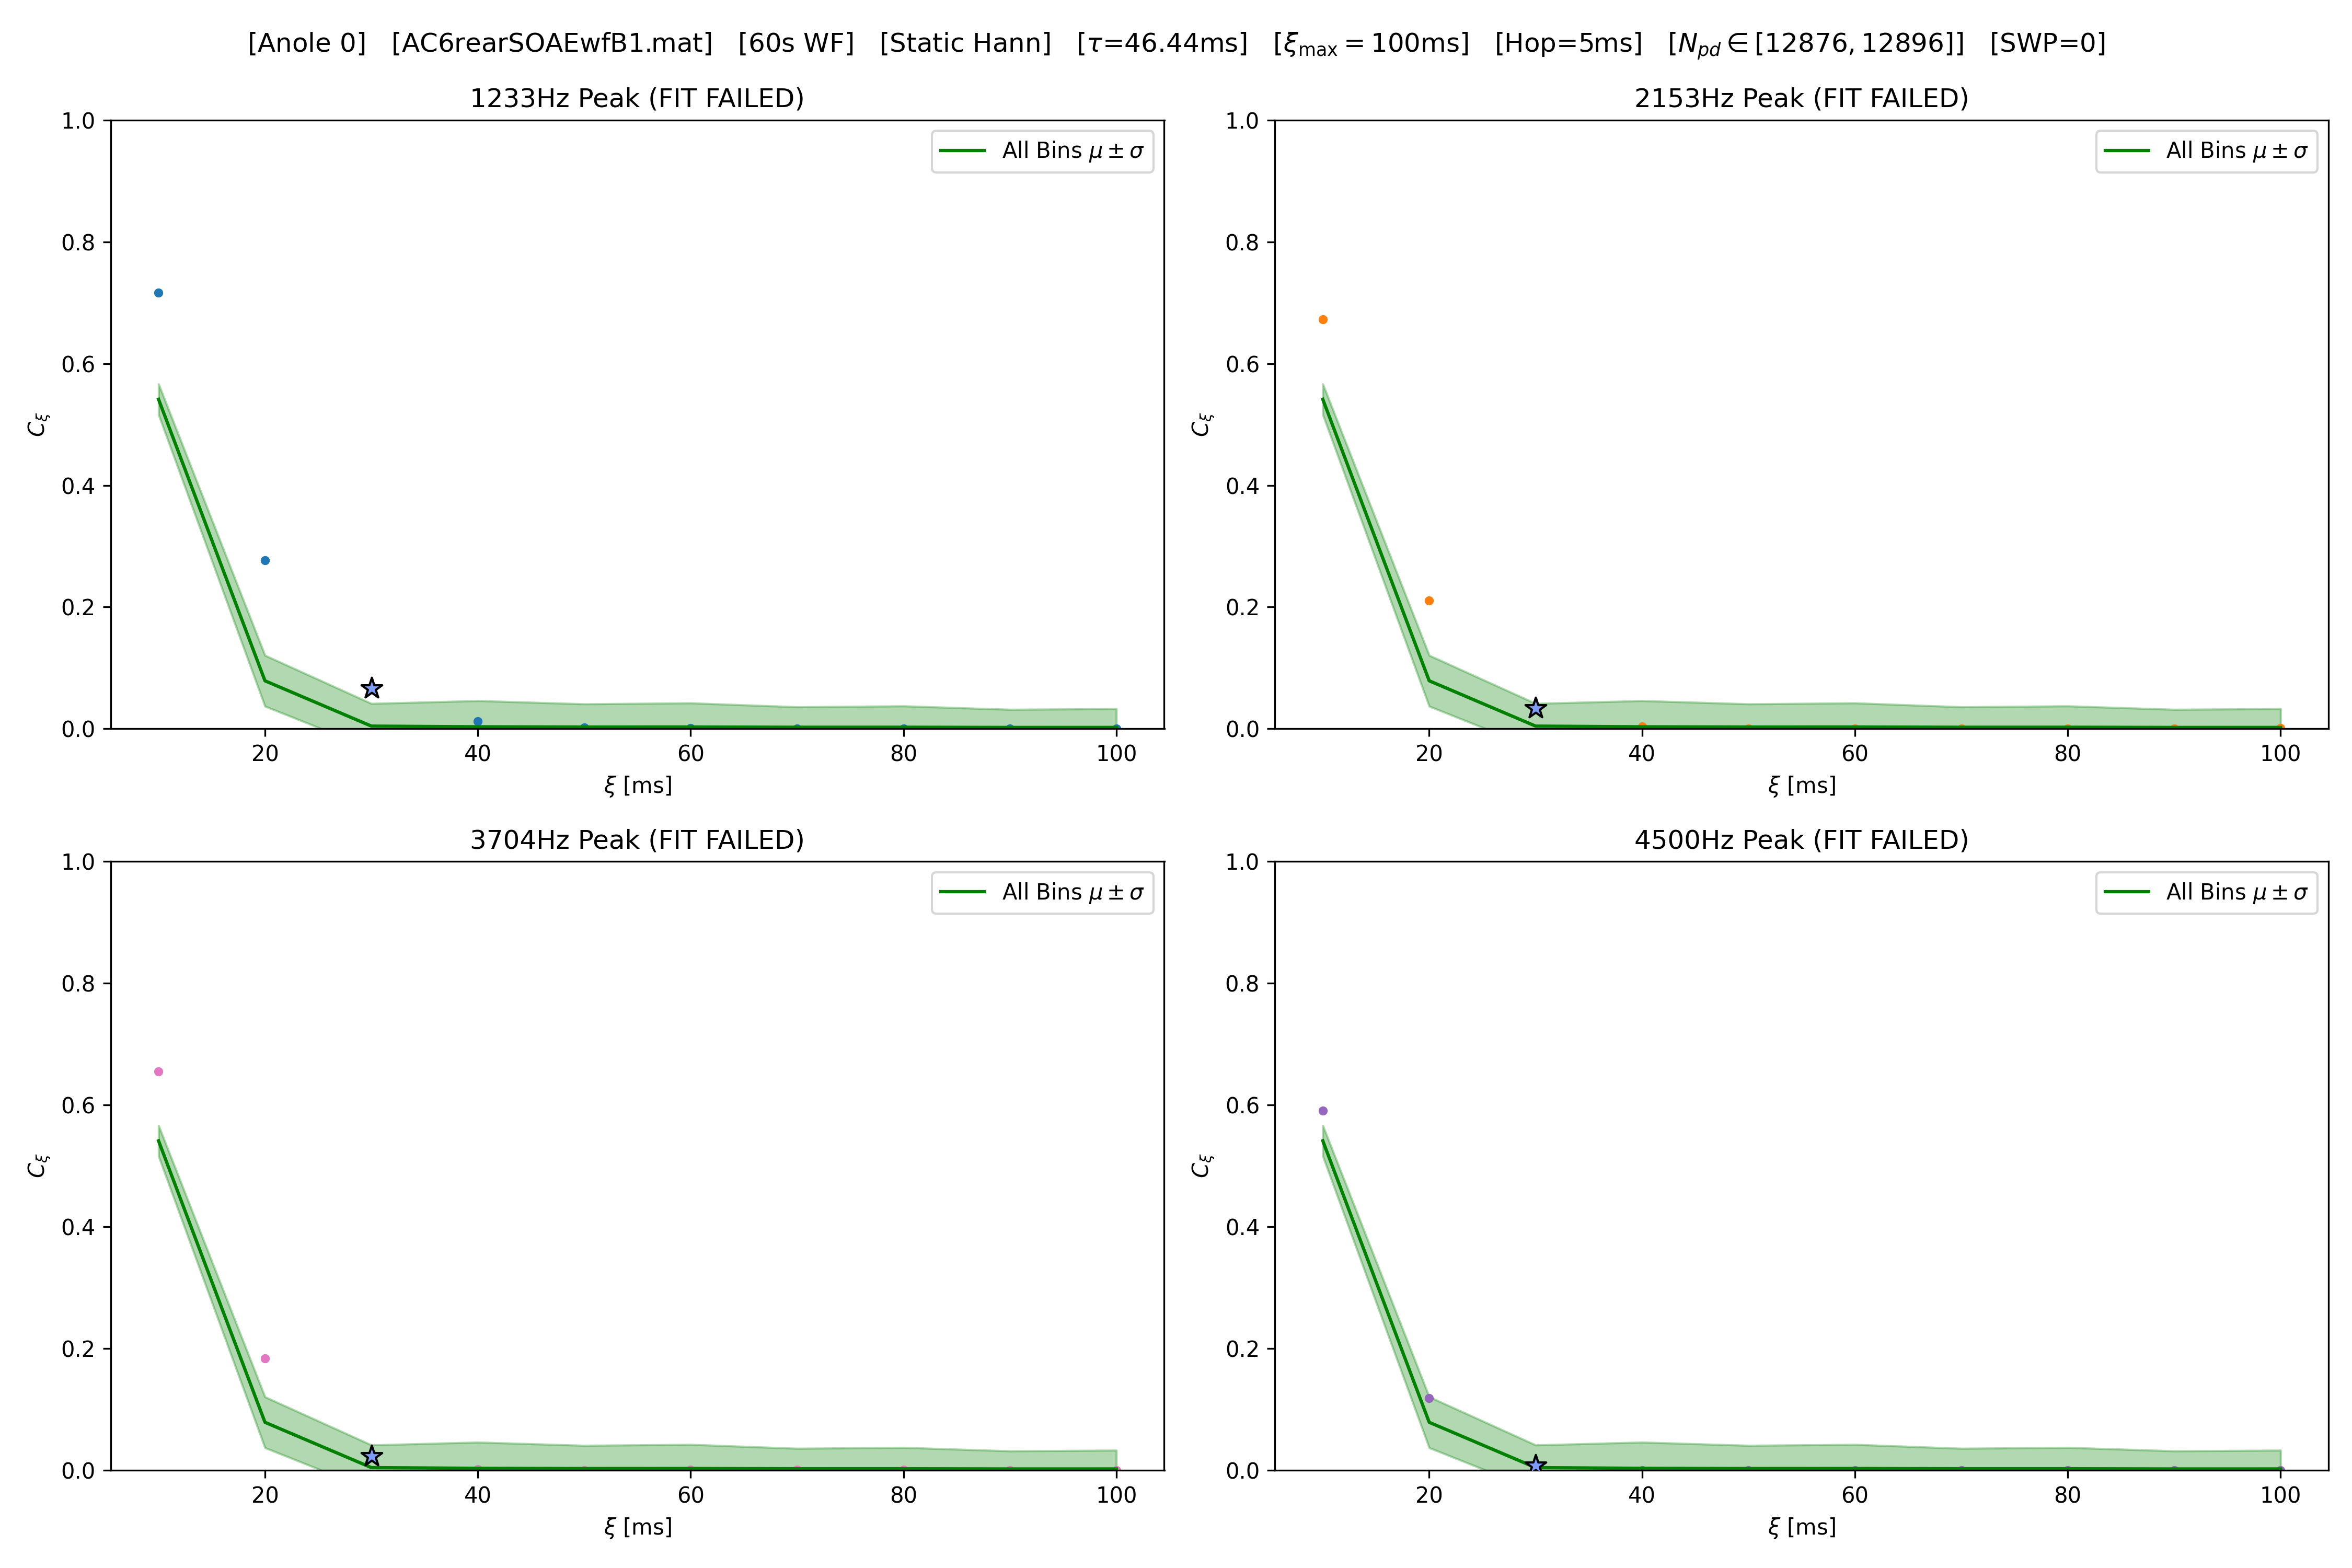 [Anole 0] [AC6rearSOAEwfB1.mat] [60s WF] [Static Hann] [τ=46.44ms] [ξmax = 100ms] [Hop=5ms] [Npd ∈ [12876, 12896]] [SWP=0]
1233Hz Peak (FIT FAILED)
1.0
0.8
0.6
0.4
0.2
0.0
Cξ
20 40 60 80 100
ξ [ms]
All Bins μ ± σ
2153Hz Peak (FIT FAILED)
1.0
0.8
0.6
0.4
0.2
0.0
Cξ
20 40 60 80 100
ξ [ms]
All Bins μ ± σ
3704Hz Peak (FIT FAILED)
1.0
0.8
0.6
0.4
0.2
0.0
Cξ
20 40 60 80 100
ξ [ms]
All Bins μ ± σ
4500Hz Peak (FIT FAILED)
1.0
0.8
0.6
0.4
0.2
0.0
Cξ
20 40 60 80 100
ξ [ms]
All Bins μ ± σ